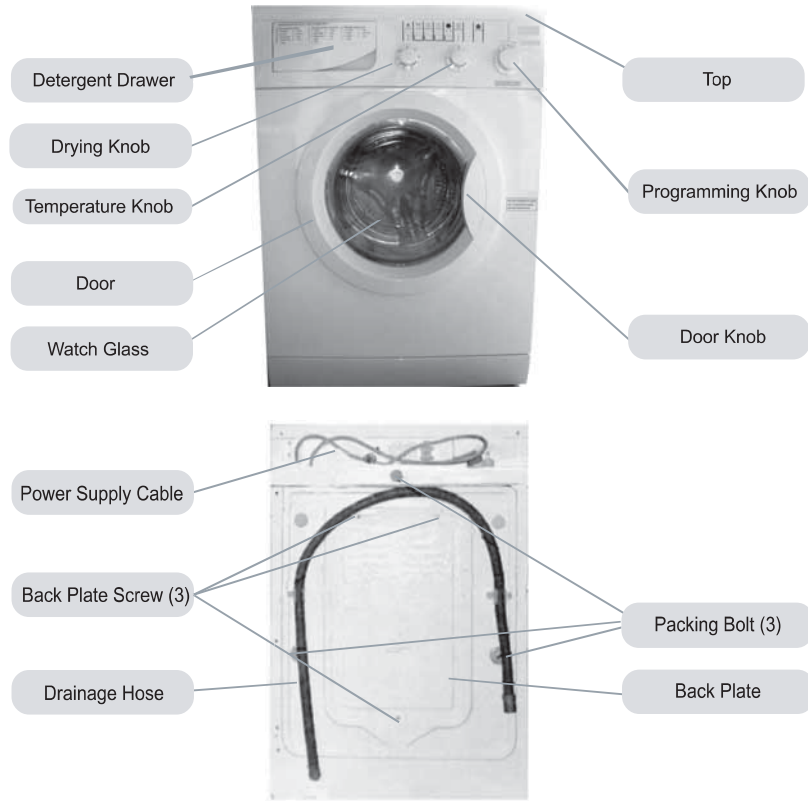 Detergent Drawer
Top
Drying Knob
Programming Knob
Temperature Knob
Door
Door Knob
Watch Glass
Power Supply Cable
Back Plate Screw (3)
Packing Bolt (3)
Drainage Hose
Back Plate